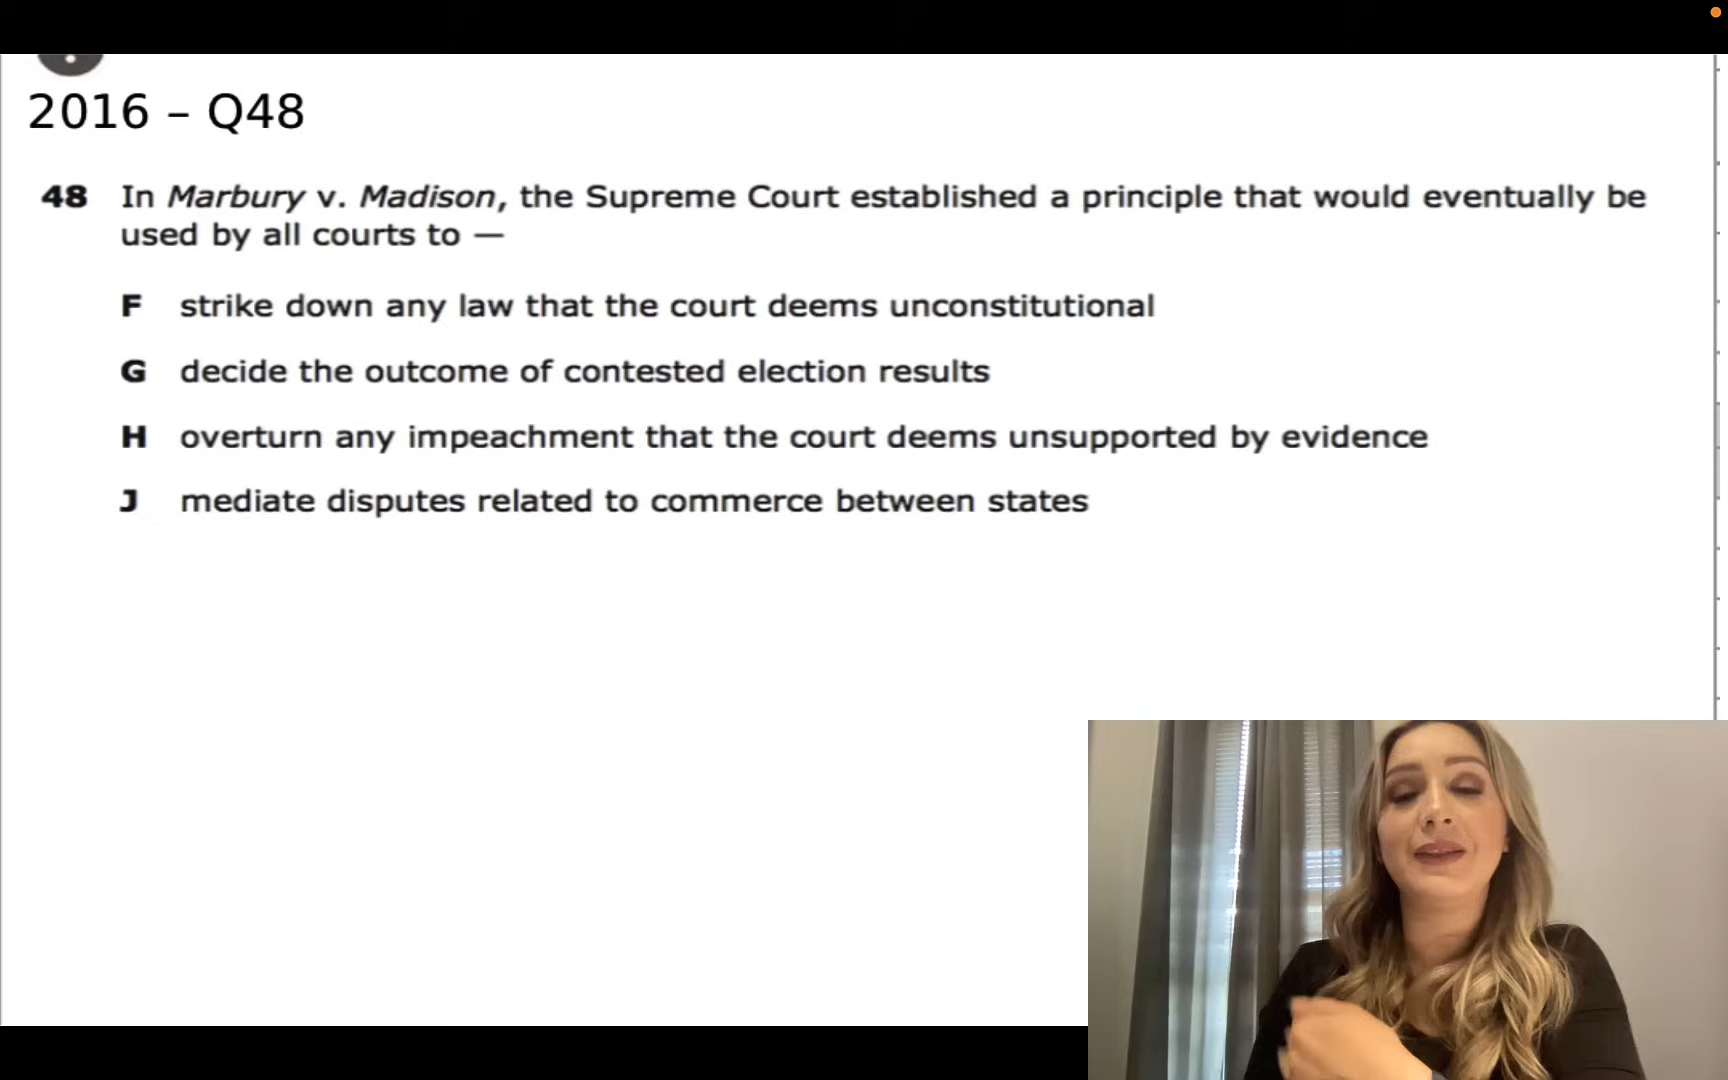 2016 – Q48
48 In Marbury v. Madison, the Supreme Court established a principle that would eventually be
used by all courts to —
F strike down any law that the court deems unconstitutional
G decide the outcome of contested election results
H overturn any impeachment that the court deems unsupported by evidence
J mediate disputes related to commerce between states